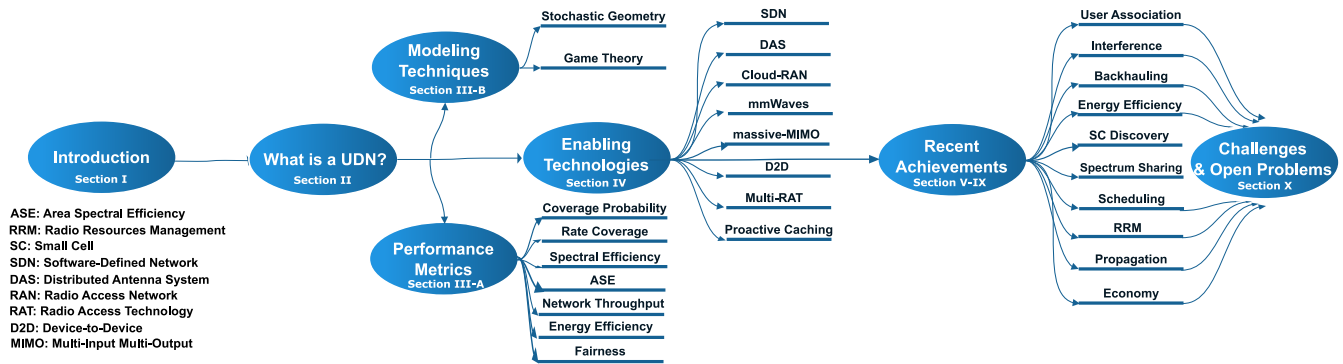 Introduction
Section I
What is a UDN?
Section II
Modeling
Techniques
Section III-B
Stochastic Geometry
Game Theory
Performance
Metrics
Section III-A
Coverage Probability
Rate Coverage
Spectral Efficiency
ASE
Network Throughput
Energy Efficiency
Fairness
Enabling
Technologies
Section IV
SDN
DAS
Cloud-RAN
mmWaves
massive-MIMO
D2D
Multi-RAT
Proactive Caching
Recent
Achievements
Section V-IX
User Association
Interference
Backhauling
Energy Efficiency
SC Discovery
Spectrum Sharing
Scheduling
RRM
Propagation
Economy
Challenges
& Open Problems
Section X
ASE: Area Spectral Efficiency
RRM: Radio Resources Management
SC: Small Cell
SDN: Software-Defined Network
DAS: Distributed Antenna System
RAN: Radio Access Network
RAT: Radio Access Technology
D2D: Device-to-Device
MIMO: Multi-Input Multi-Output